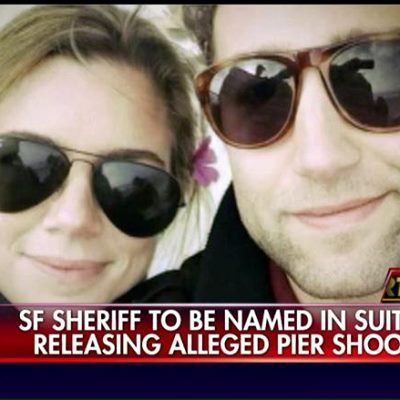 SF SHERIFF TO BE NAMED IN SUIT
RELEASING ALLEGED PIER SHOO